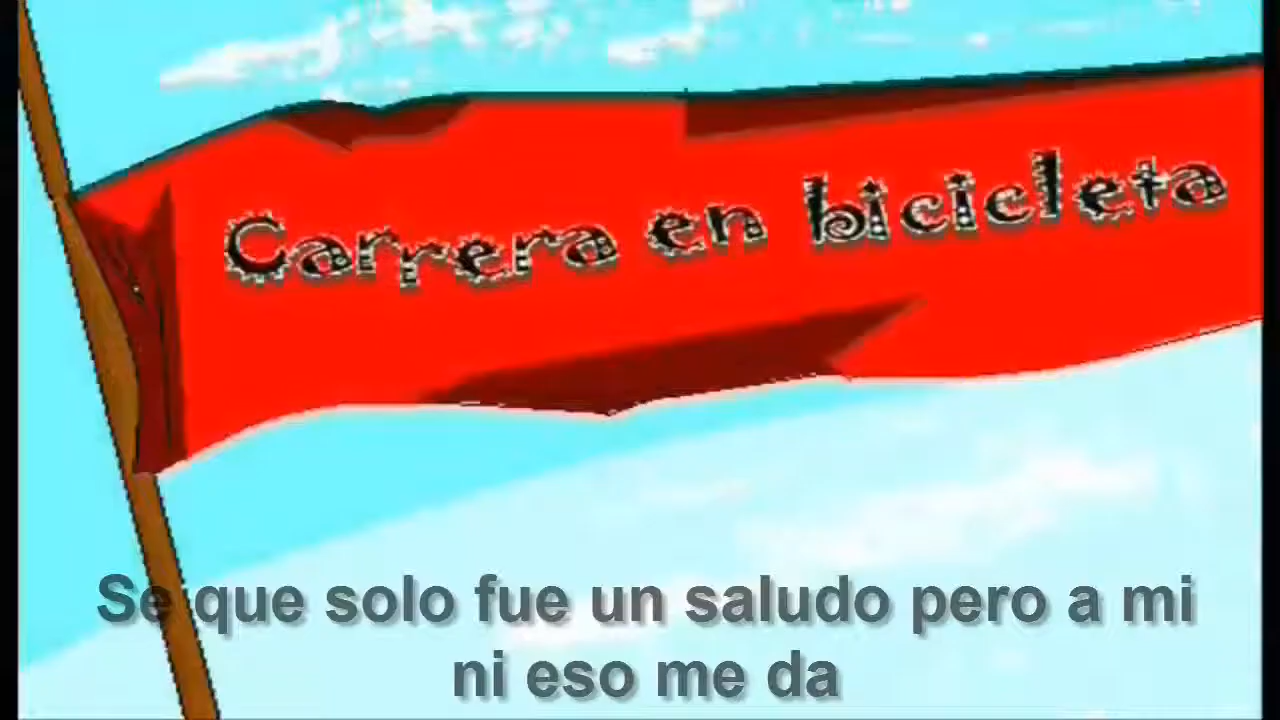 Carrera en bicicleta
Se que solo fue un saludo pero a mi
ni eso me da